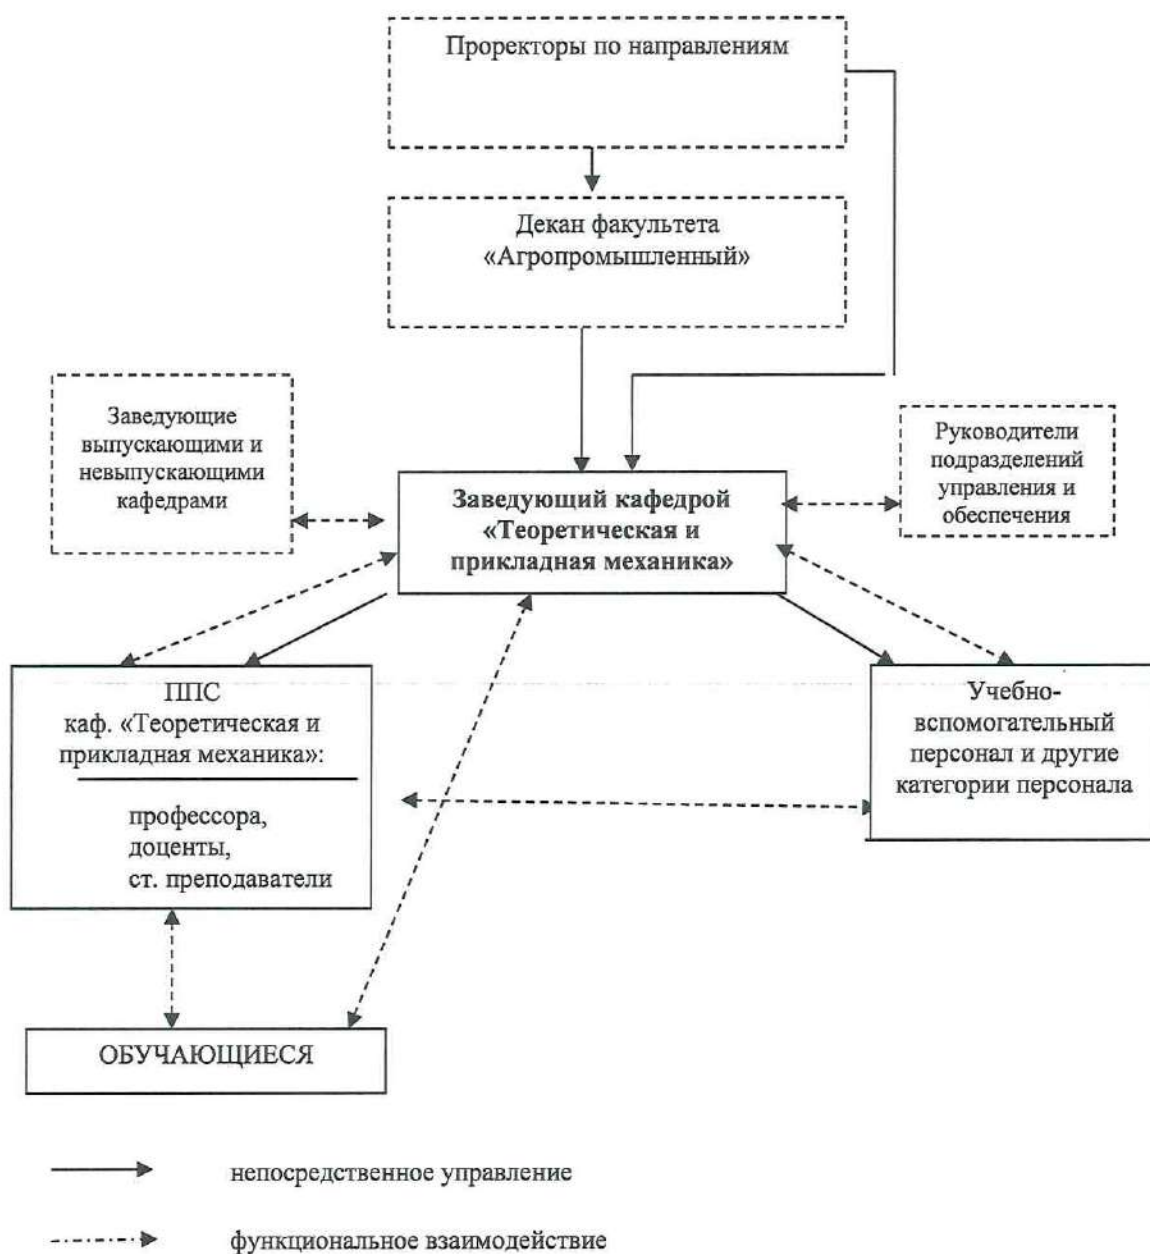 Проректоры по направлениям
Декан факультета
«Агропромышленный»
Заведующие
выпускающими и
невыпускающими
кафедрами
Заведующий кафедрой
«Теоретическая и
прикладная механика»
Руководители
подразделений
управления и
обеспечения
ППС
каф. «Теоретическая и
прикладная механика»:
профессора,
доценты,
ст. преподаватели
Учебно-
вспомогательный
персонал и другие
категории персонала
ОБУЧАЮЩИЕСЯ
непосредственное управление
функциональное взаимодействие